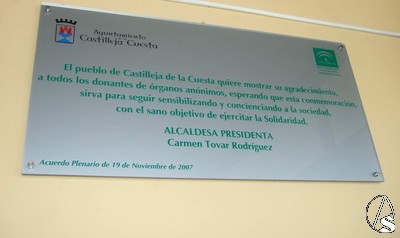 Ayuntamiento
Castilleja Cuesta
El pueblo de Castilleja de la Cuesta quiere mostrar su agradecimiento,
a todos los donantes de órganos anónimos, esperando que esta conmemoración,
sirva para seguir sensibilizando y concienciando a la sociedad,
con el sano objetivo de ejercitar la Solidaridad.
ALCALDESA PRESIDENTA
Carmen Tovar Rodríguez
Acuerdo Plenario de 19 de Noviembre de 2007